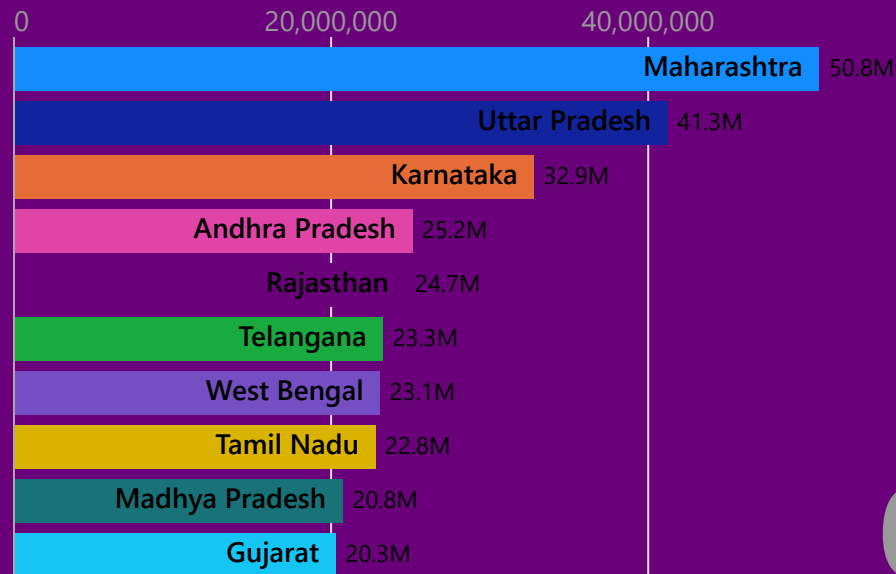 0 20,000,000 40,000,000
Maharashtra 50.8M
Uttar Pradesh 41.3M
Karnataka 32.9M
Andhra Pradesh 25.2M
Rajasthan 24.7M
Telangana 23.3M
West Bengal 23.1M
Tamil Nadu 22.8M
Madhya Pradesh 20.8M
Gujarat 20.3M